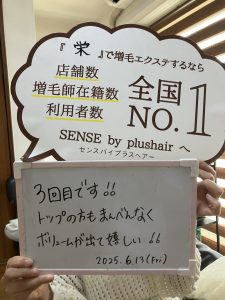 『栄』で増毛エクステするなら
店舗数
増毛師在籍数
利用者数
全国
NO.1
SENSE by plushair へ
センスバイプラスヘアー
3回目です!!
トップの方もまんべんなく
ボリュームが出て嬉しい!!
2025.6.13(Fri)